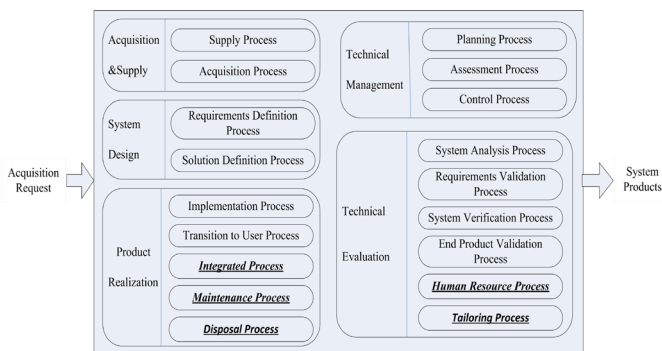 Acquisition
Request
Acquisition
&Supply
Supply Process
Acquisition Process
System
Design
Requirements Definition
Process
Solution Definition Process
Product
Realization
Implementation Process
Transition to User Process
Integrated Process
Maintenance Process
Disposal Process
Technical
Management
Planning Process
Assessment Process
Control Process
Technical
Evaluation
System Analysis Process
Requirements Validation
Process
System Verification Process
End Product Validation
Process
Human Resource Process
Tailoring Process
System
Products